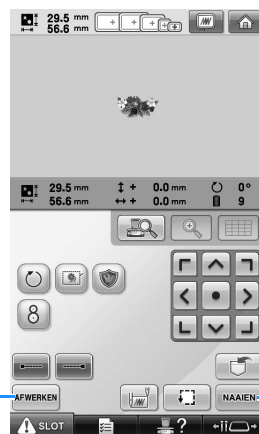 29.5 mm
56.6 mm
29.5 mm ↕ + 0.0 mm 0°
56.6 mm ↔ + 0.0 mm 9
8
AFWERKEN
NAAIEN
SLOT
?